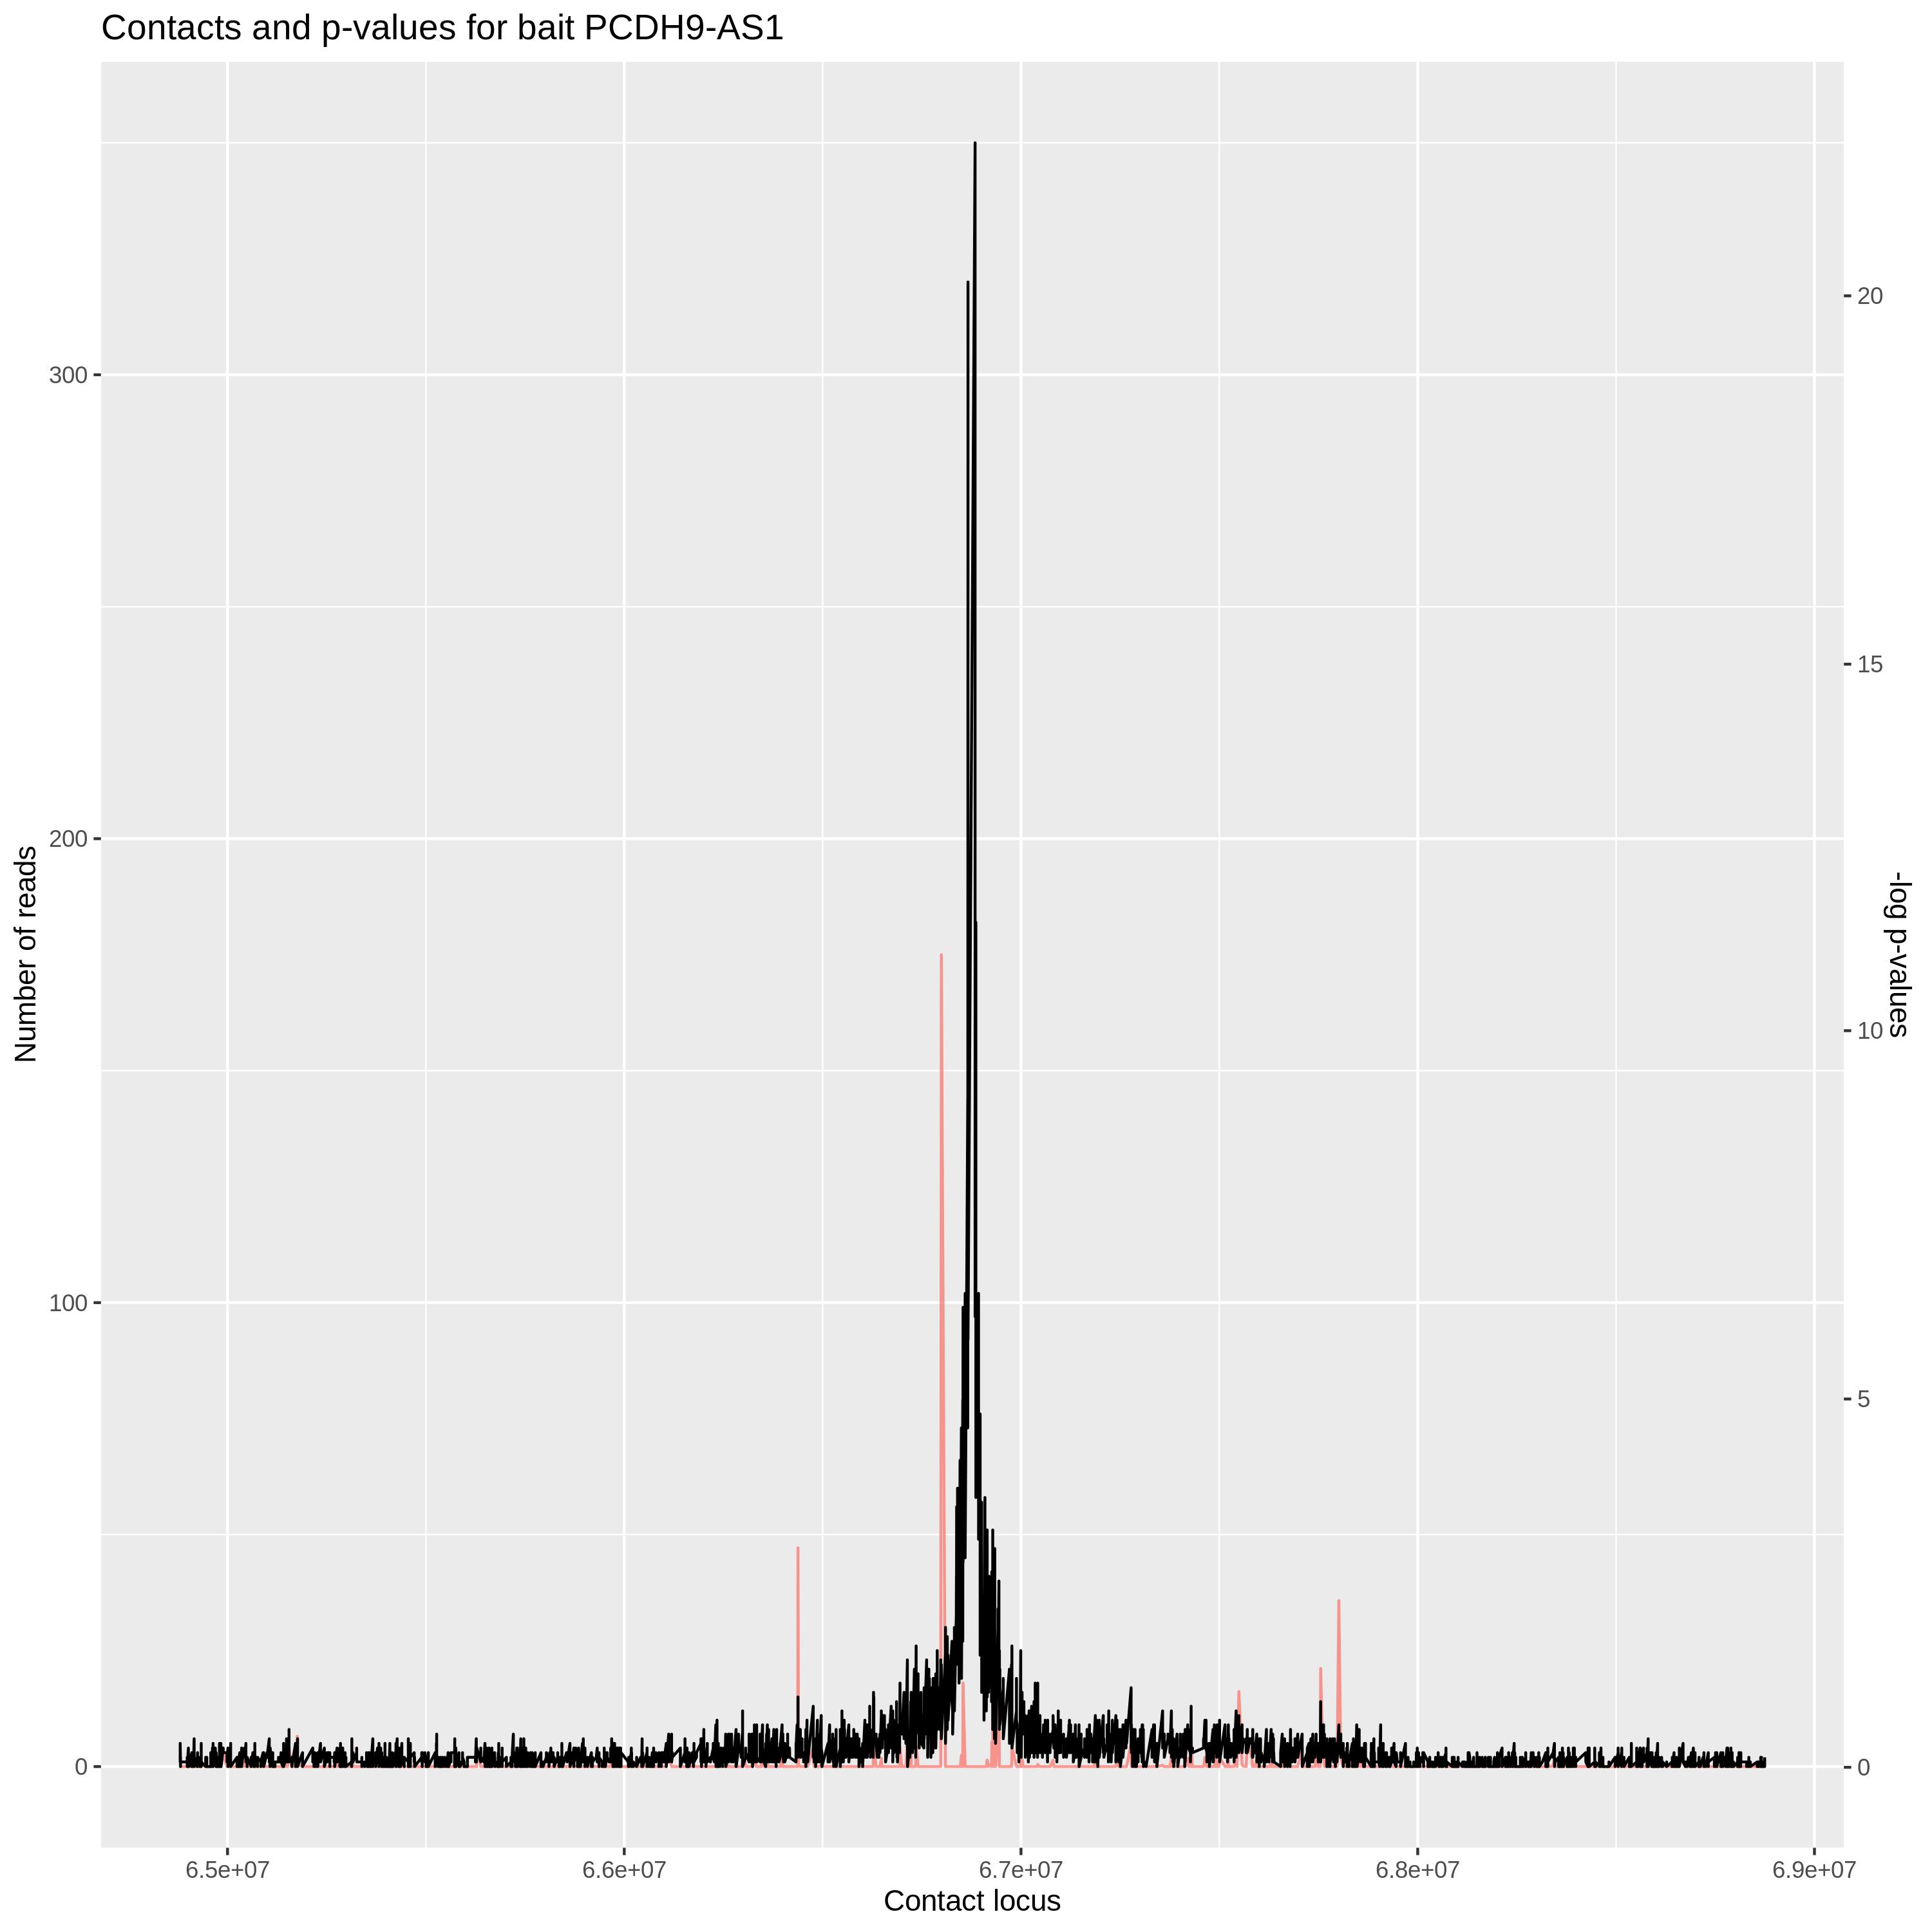 Contacts and p-values for bait PCDH9-AS1
300
200
100
0
Number of reads
20
15
10
5
0
-log p-values
6.5e+07
6.6e+07
6.7e+07
6.8e+07
6.9e+07
Contact locus